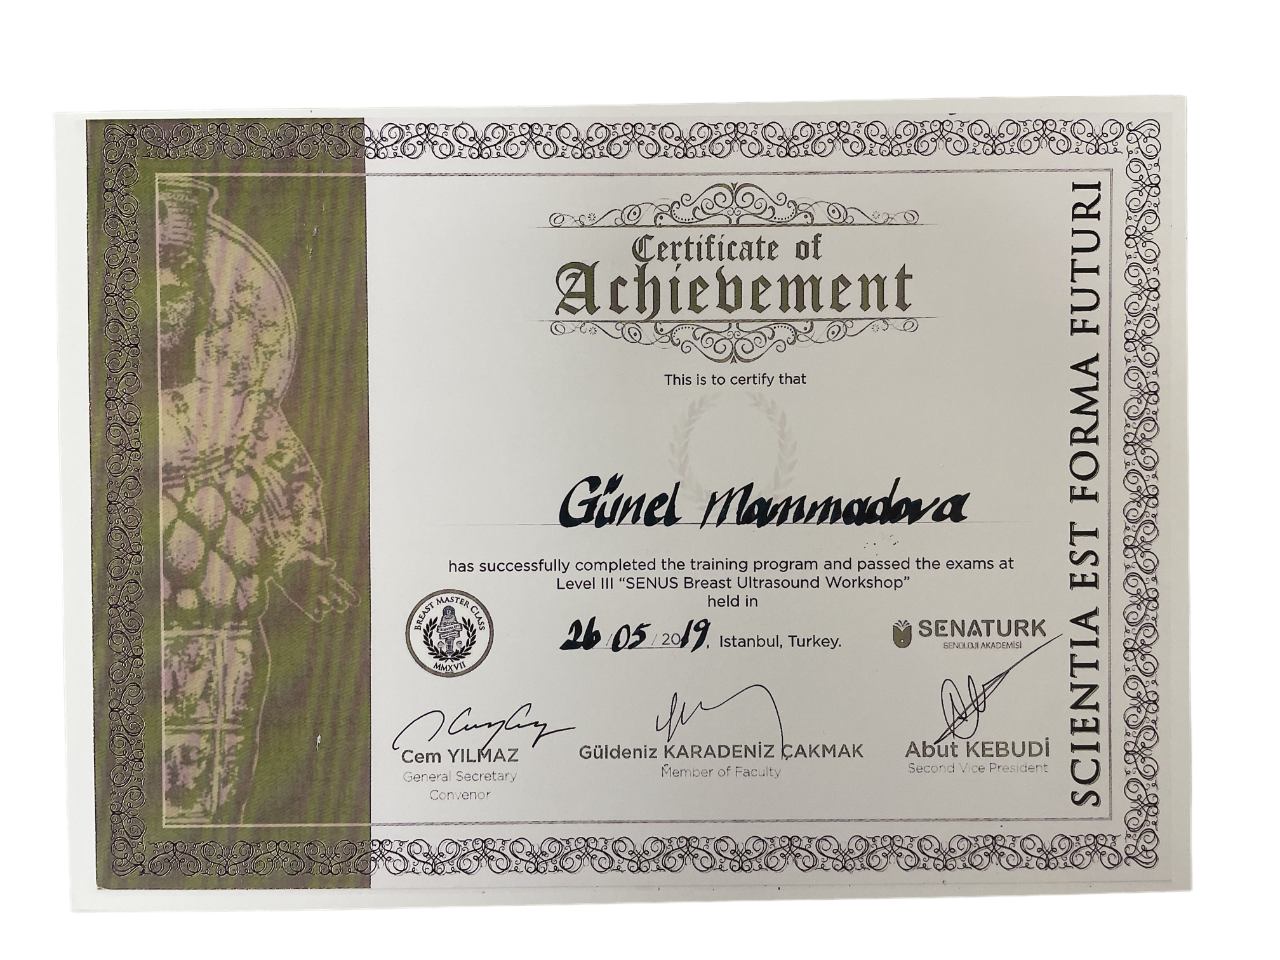 Certificate of
Achievement
This is to certify that
Günel Mammadova
has successfully completed the training program and passed the exams at
Level III “SENUS Breast Ultrasound Workshop”
held in
26/05/2019, Istanbul, Turkey.
BREAST MASTER CLASS
MMXVII
SENATURK
SENOLOJİ AKADEMİSİ
Cem YILMAZ
General Secretary
Convenor
Güldeniz KARADENİZ ÇAKMAK
Member of Faculty
Abut KEBUDİ
Second Vice President
SCIENTIA EST FORMA FUTURI